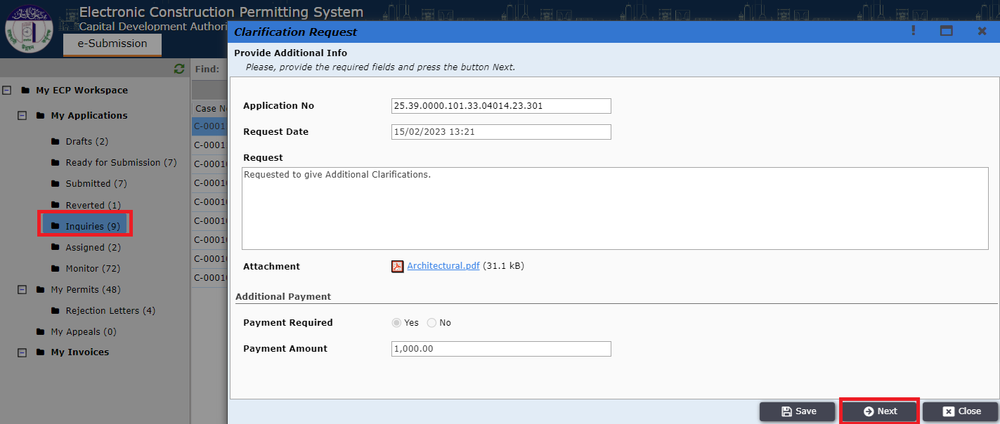 Electronic Construction Permitting System
Capital Development Authori
e-Submission
Find:
My ECP Workspace
My Applications
Drafts (2)
Ready for Submission (7)
Submitted (7)
Reverted (1)
Inquiries (9)
Assigned (2)
Monitor (72)
My Permits (48)
Rejection Letters (4)
My Appeals (0)
My Invoices
Case N
C-0001
C-0001
C-0001
C-0001
C-0001
C-0001
C-0001
C-0001
C-0001
Clarification Request
Provide Additional Info
Please, provide the required fields and press the button Next.
Application No 25.39.0000.101.33.04014.23.301
Request Date 15/02/2023 13:21
Request
Requested to give Additional Clarifications.
Attachment Architectural.pdf (31.1 kB)
Additional Payment
Payment Required Yes No
Payment Amount 1,000.00
Save Next Close